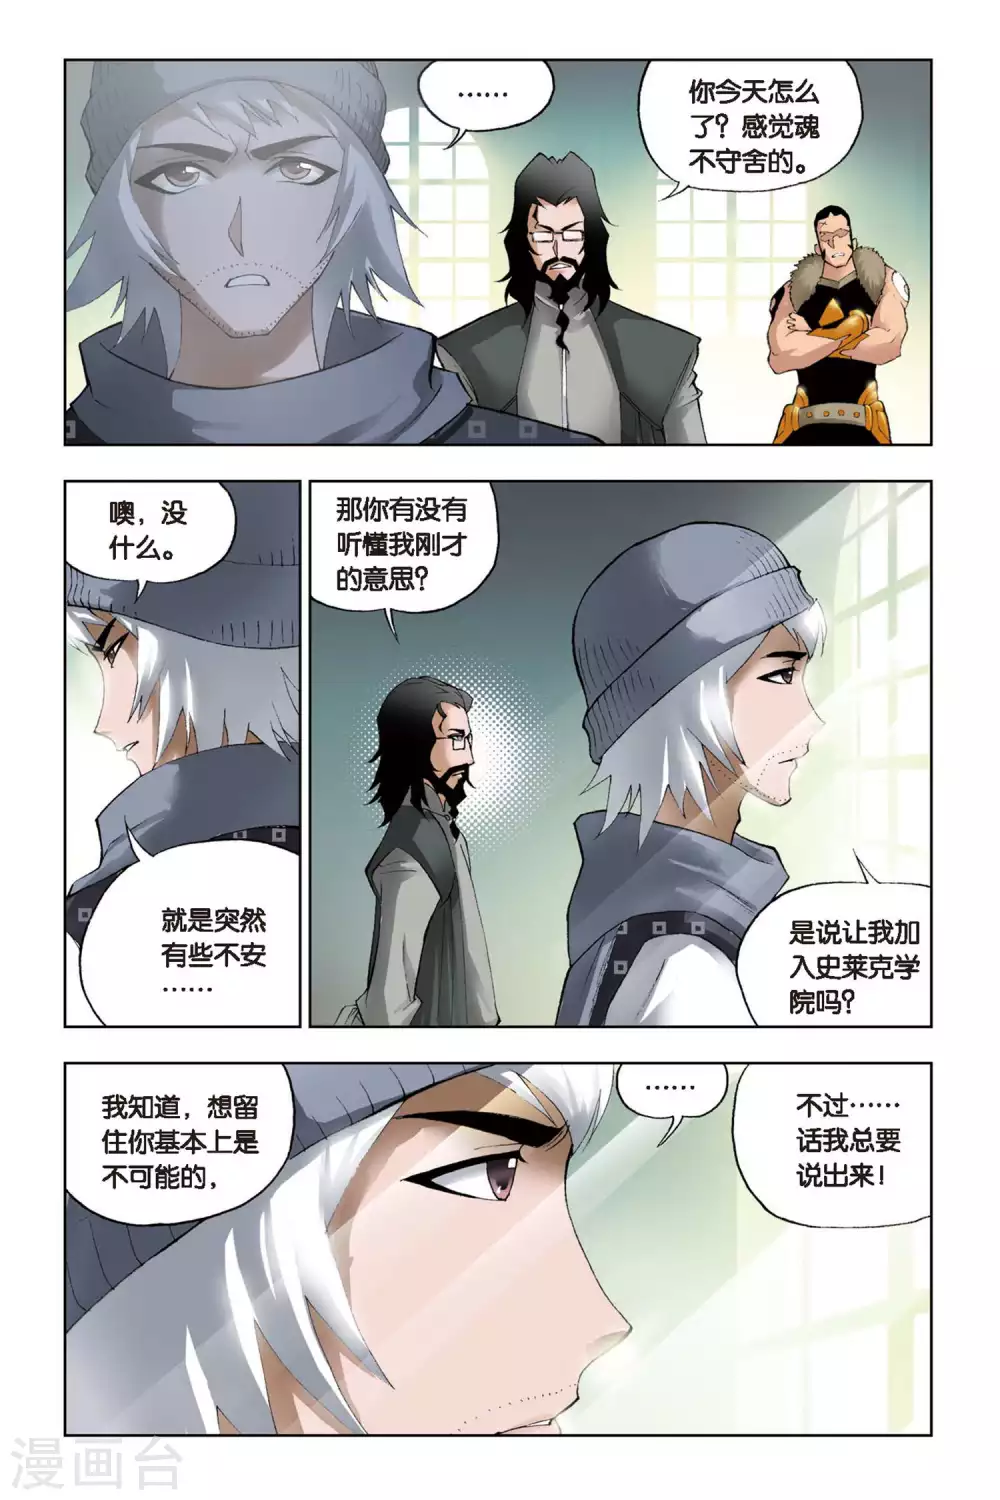 ……
你今天怎么
了？感觉魂
不守舍的。
噢，没
什么。
就是突然
有些不安
……
那你有没有
听懂我刚才
的意思？
是说让我加
入史莱克学
院吗？
我知道，想留
住你基本上是
不可能的，
……
不过……
话我总要
说出来！
漫画台